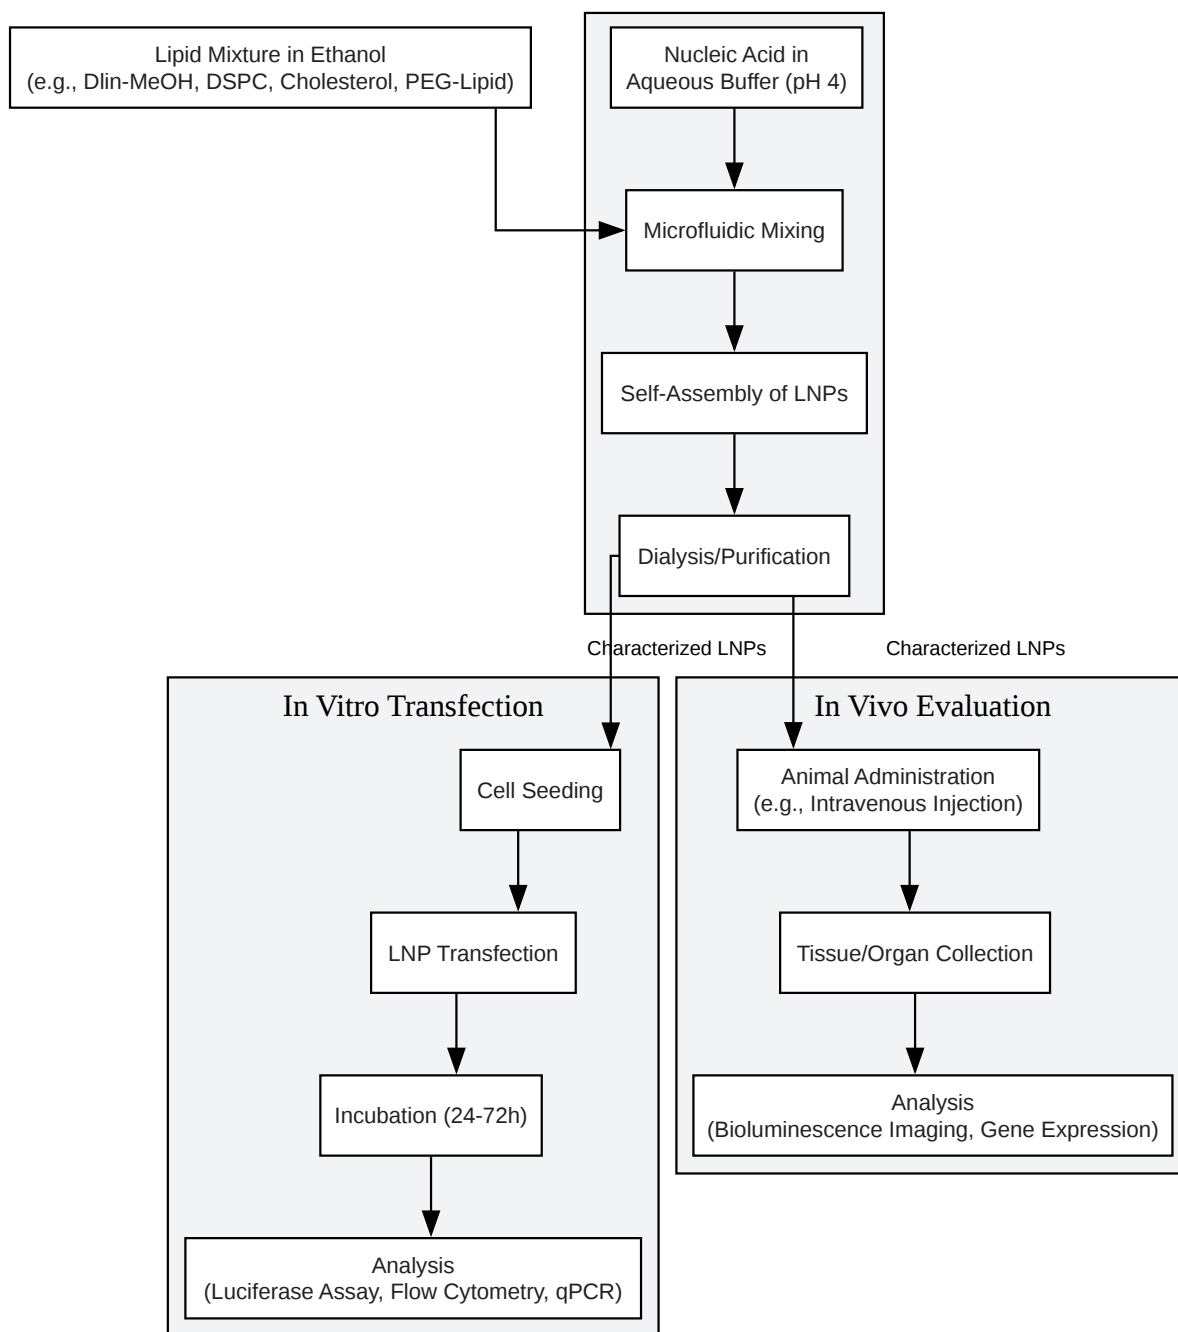 Lipid Mixture in Ethanol
(e.g., Dlin-MeOH, DSPC, Cholesterol, PEG-Lipid)
Nucleic Acid in
Aqueous Buffer (pH 4)
Microfluidic Mixing
Self-Assembly of LNPs
Dialysis/Purification
Characterized LNPs
Characterized LNPs
In Vitro Transfection
Cell Seeding
LNP Transfection
Incubation (24-72h)
Analysis
(Luciferase Assay, Flow Cytometry, qPCR)
In Vivo Evaluation
Animal Administration
(e.g., Intravenous Injection)
Tissue/Organ Collection
Analysis
(Bioluminescence Imaging, Gene Expression)